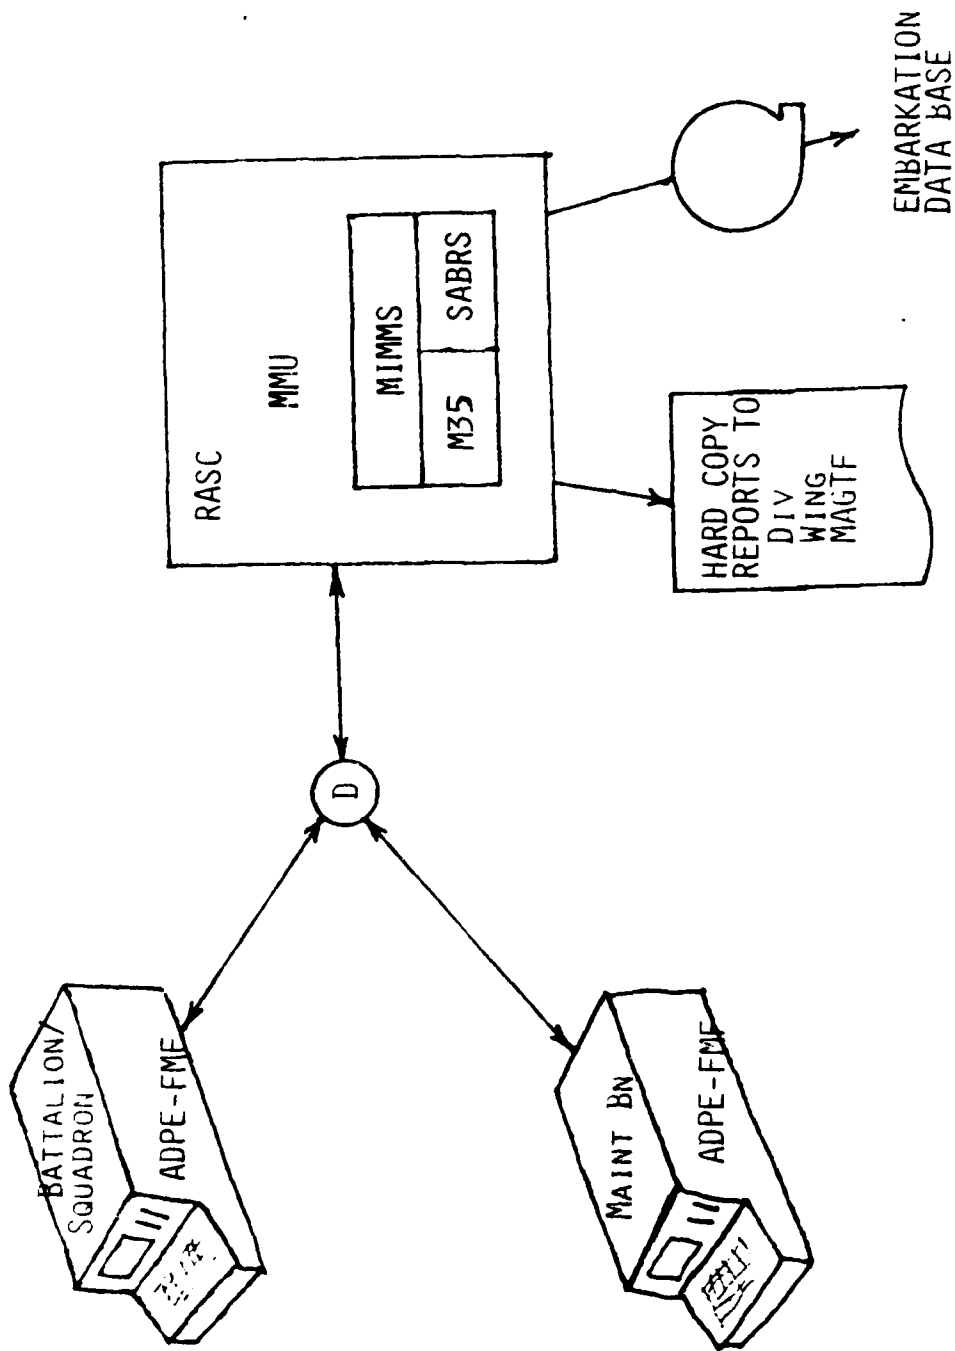 BATTALION/
SQUADRON
ADPE-FMF
MAINT BN
ADPE-FMF
D
RASC
MMU
MIMMS
M35
SABRS
HARD COPY
REPORTS TO
DIV
WING
MAGTF
EMBARKATION
DATA BASE